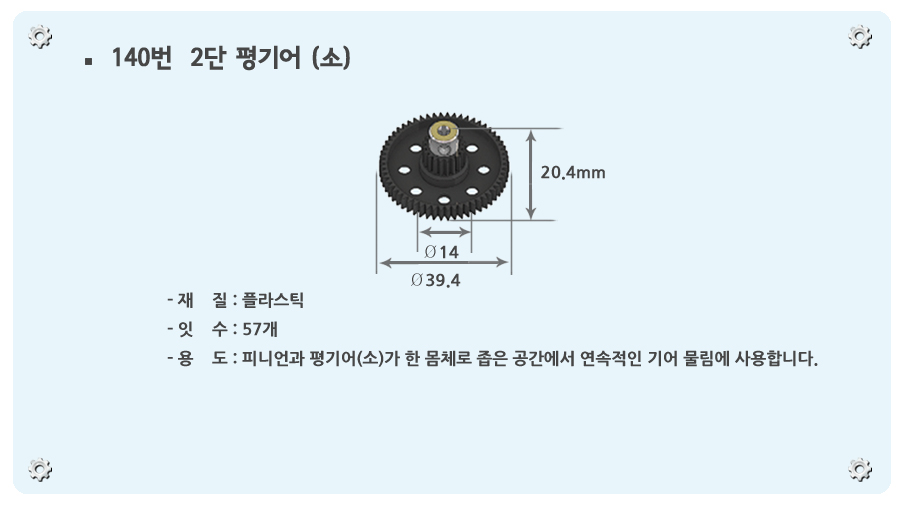 ▪ 140번 2단 평기어 (소)
20.4mm
Ø14
Ø39.4
- 재 질 : 플라스틱
- 잇 수 : 57개
- 용 도 : 피니언과 평기어(소)가 한 몸체로 좁은 공간에서 연속적인 기어 물림에 사용합니다.